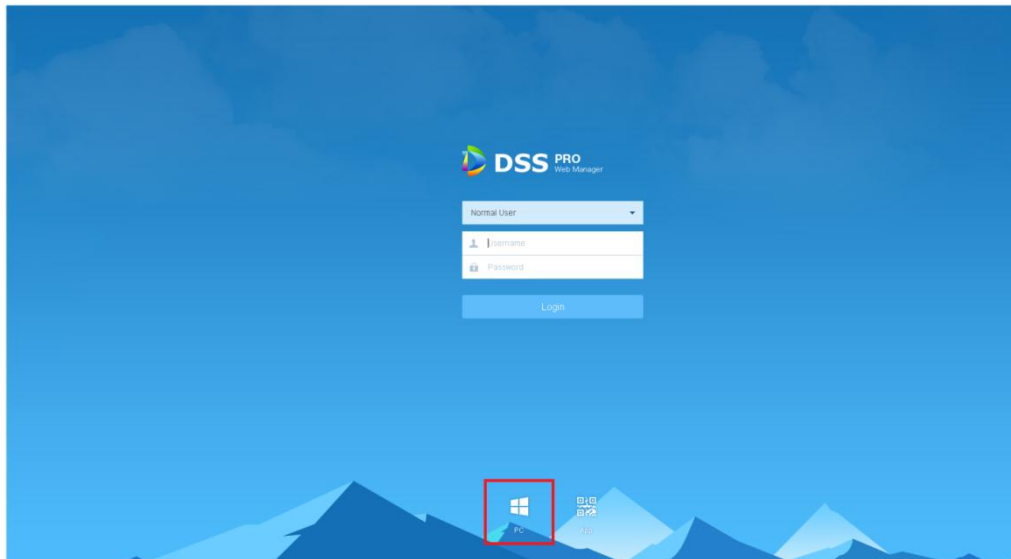 DSS PRO
Web Manager
Normal User
Username
Password
Login
PC
App